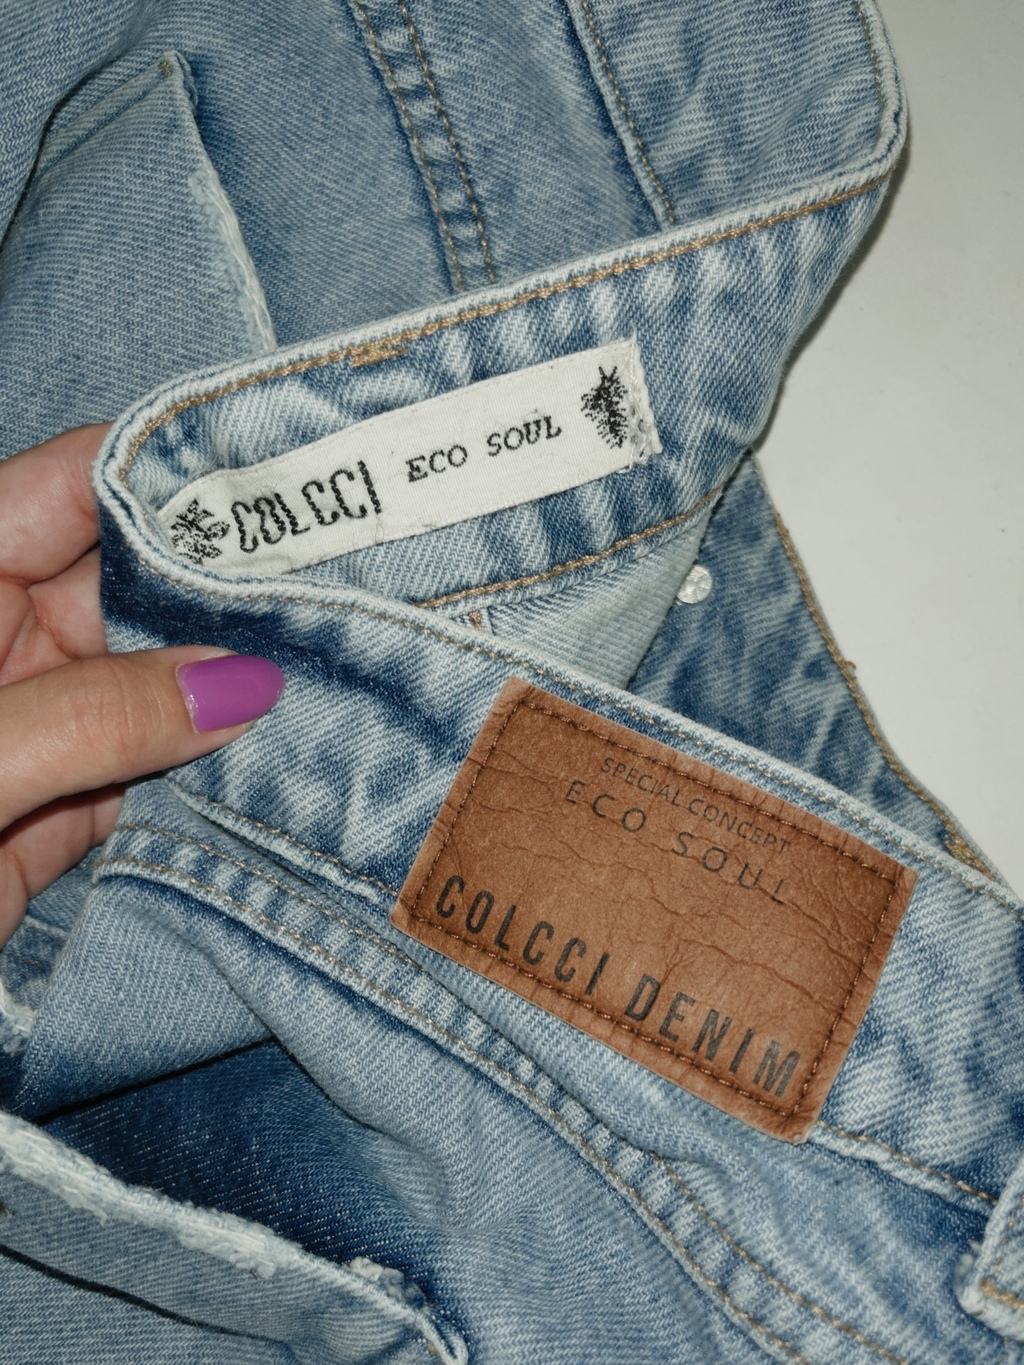 COLCCI ECO SOUL
SPECIAL CONCEPT
ECO SOUL
COLCCI DENIM